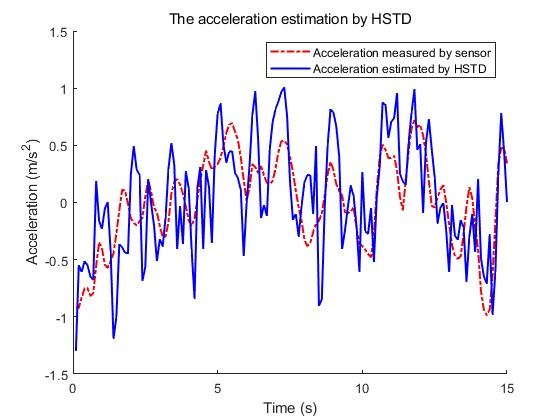 The acceleration estimation by HSTD
Acceleration measured by sensor
Acceleration estimated by HSTD
Acceleration (m/s²)
1.5
1
0.5
0
-0.5
-1
-1.5
0 5 10 15
Time (s)